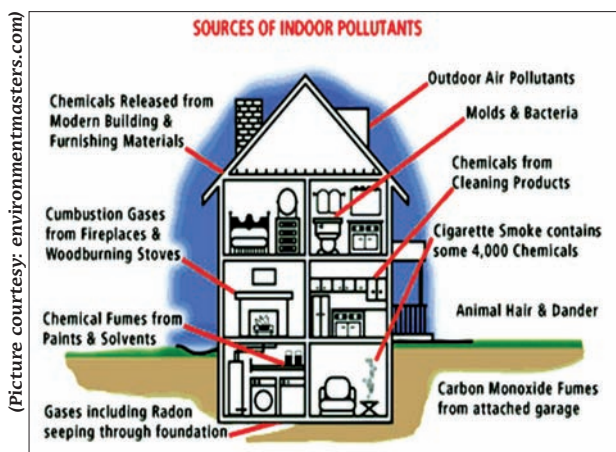 (Picture courtesy: environmentmasters.com)
SOURCES OF INDOOR POLLUTANTS
Chemicals Released from
Modern Building &
Furnishing Materials
Cumbustion Gases
from Fireplaces &
Woodburning Stoves
Chemical Fumes from
Paints & Solvents
Gases including Radon
seeping through foundation
Outdoor Air Pollutants
Molds & Bacteria
Chemicals from
Cleaning Products
Cigarette Smoke contains
some 4,000 Chemicals
Animal Hair & Dander
Carbon Monoxide Fumes
from attached garage